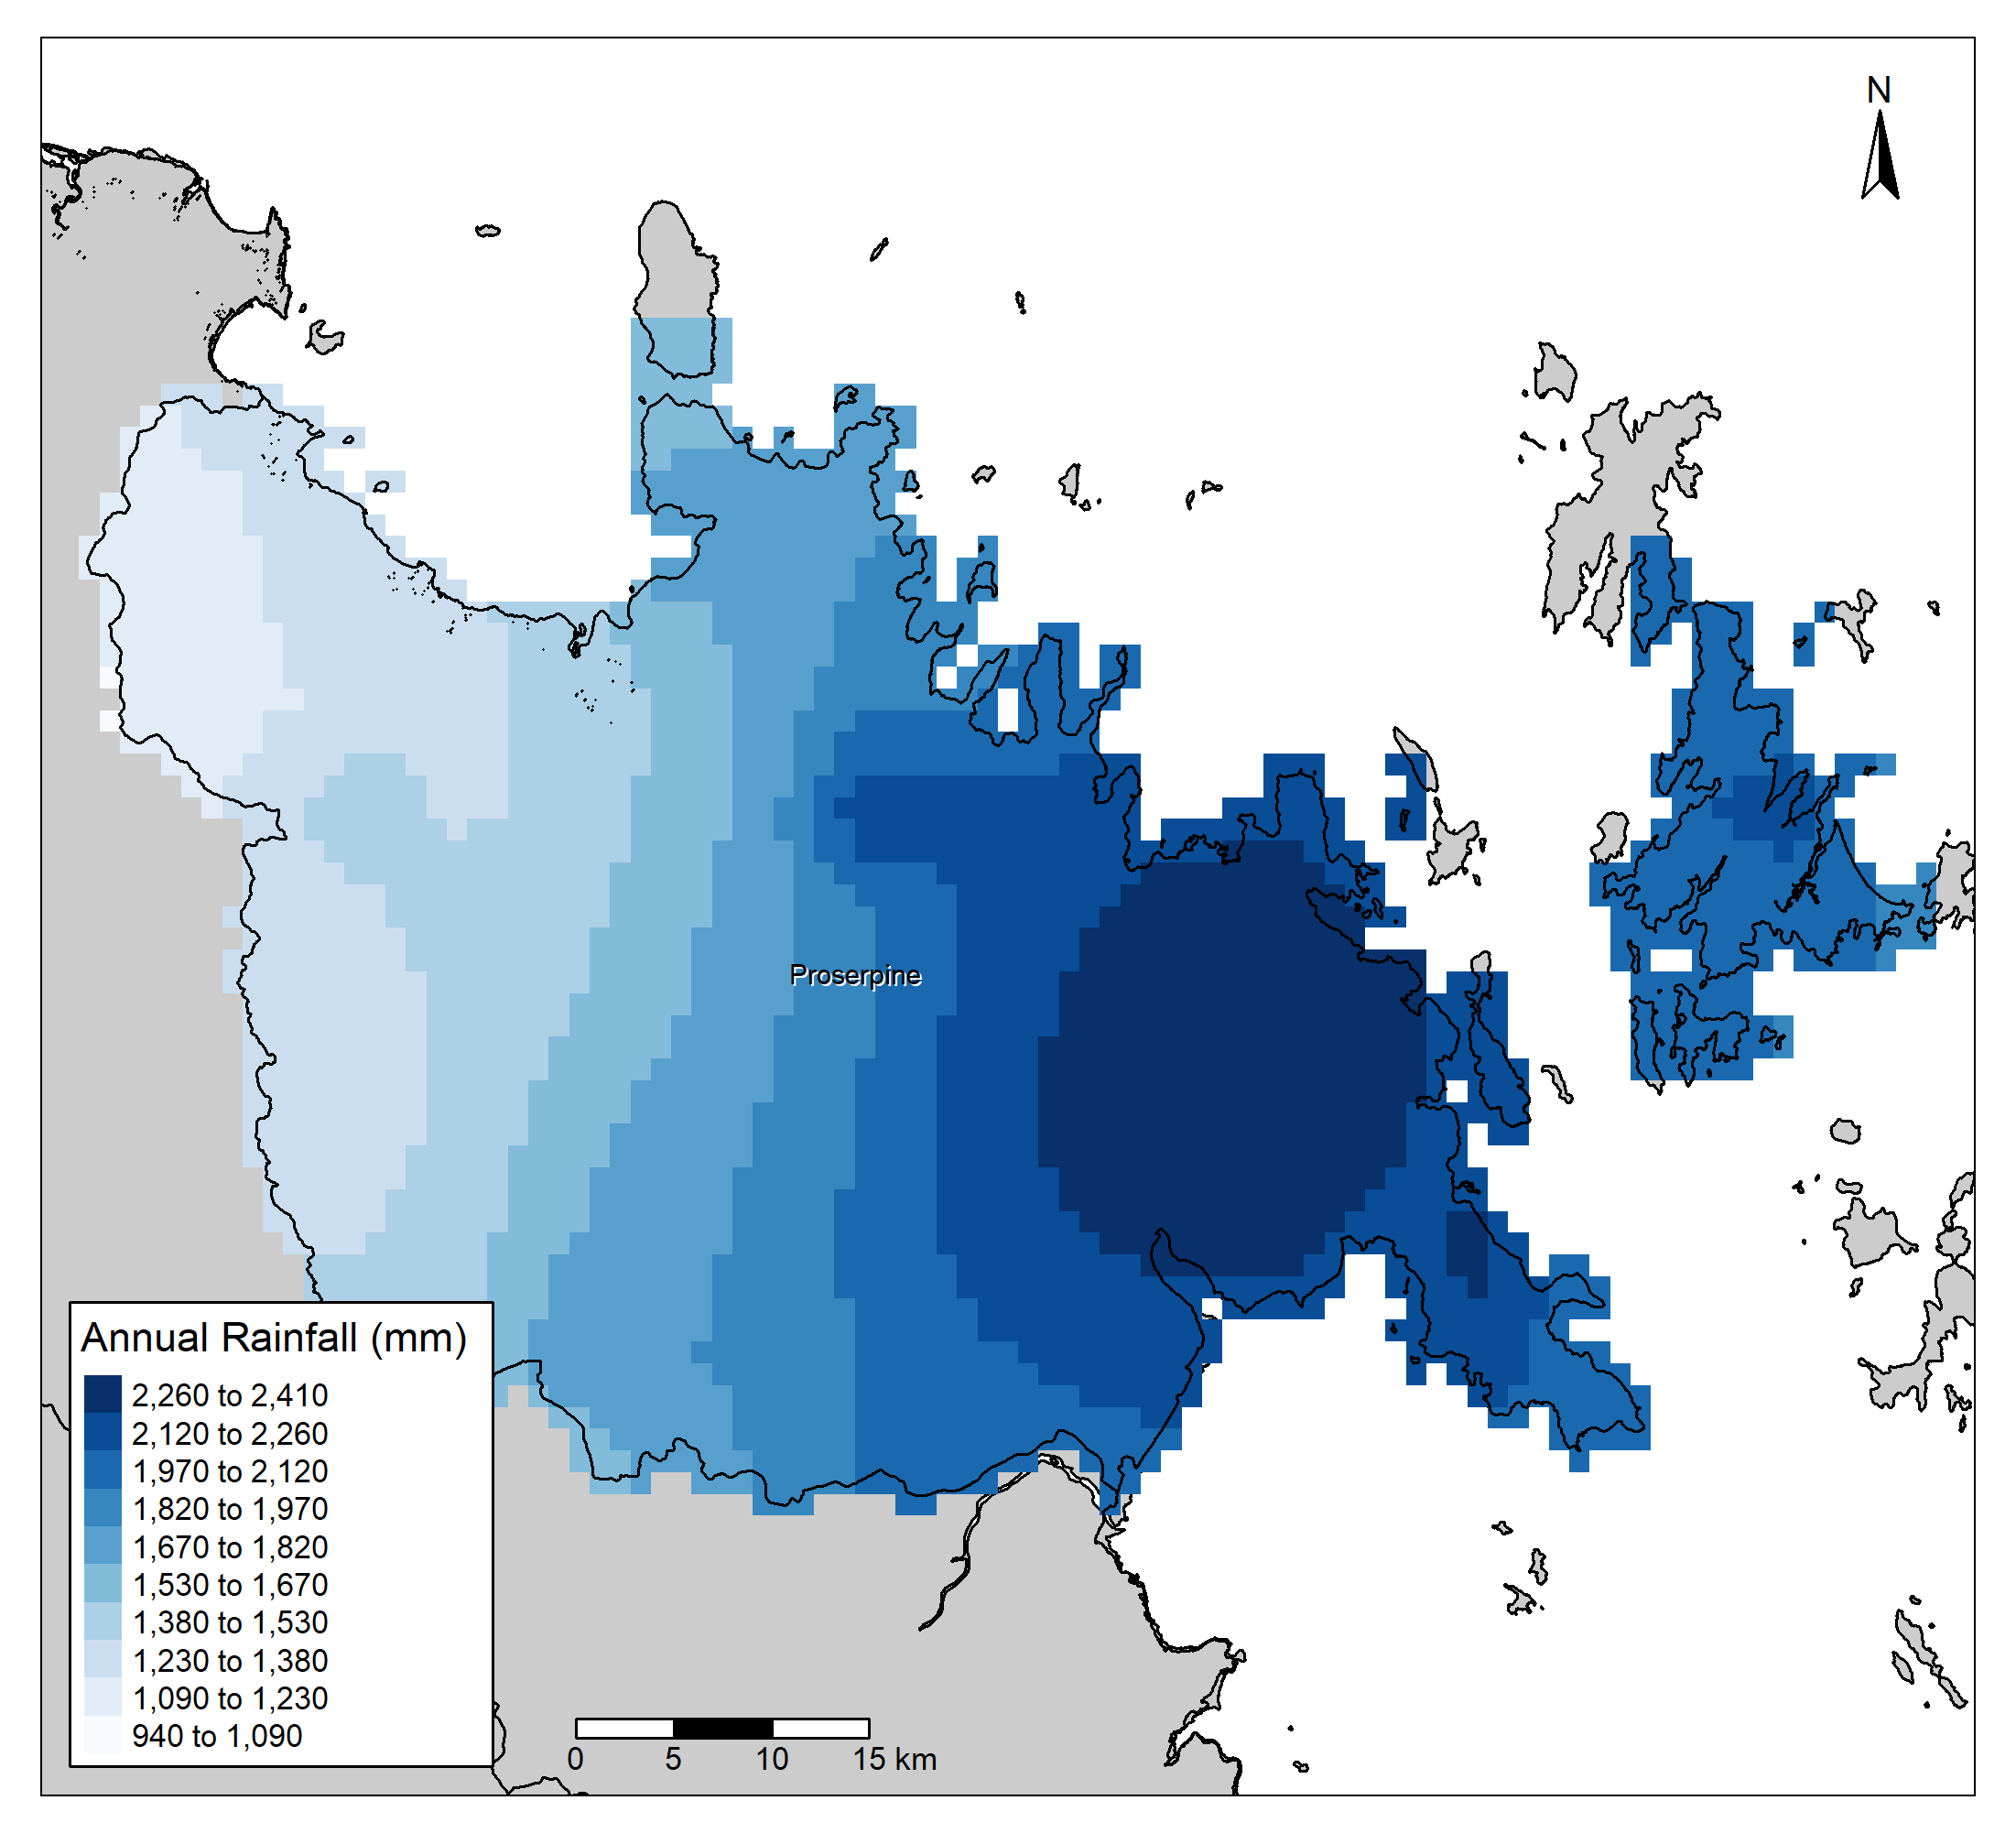 N
Proserpine
Annual Rainfall (mm)
2,260 to 2,410
2,120 to 2,260
1,970 to 2,120
1,820 to 1,970
1,670 to 1,820
1,530 to 1,670
1,380 to 1,530
1,230 to 1,380
1,090 to 1,230
940 to 1,090
0 5 10 15 km